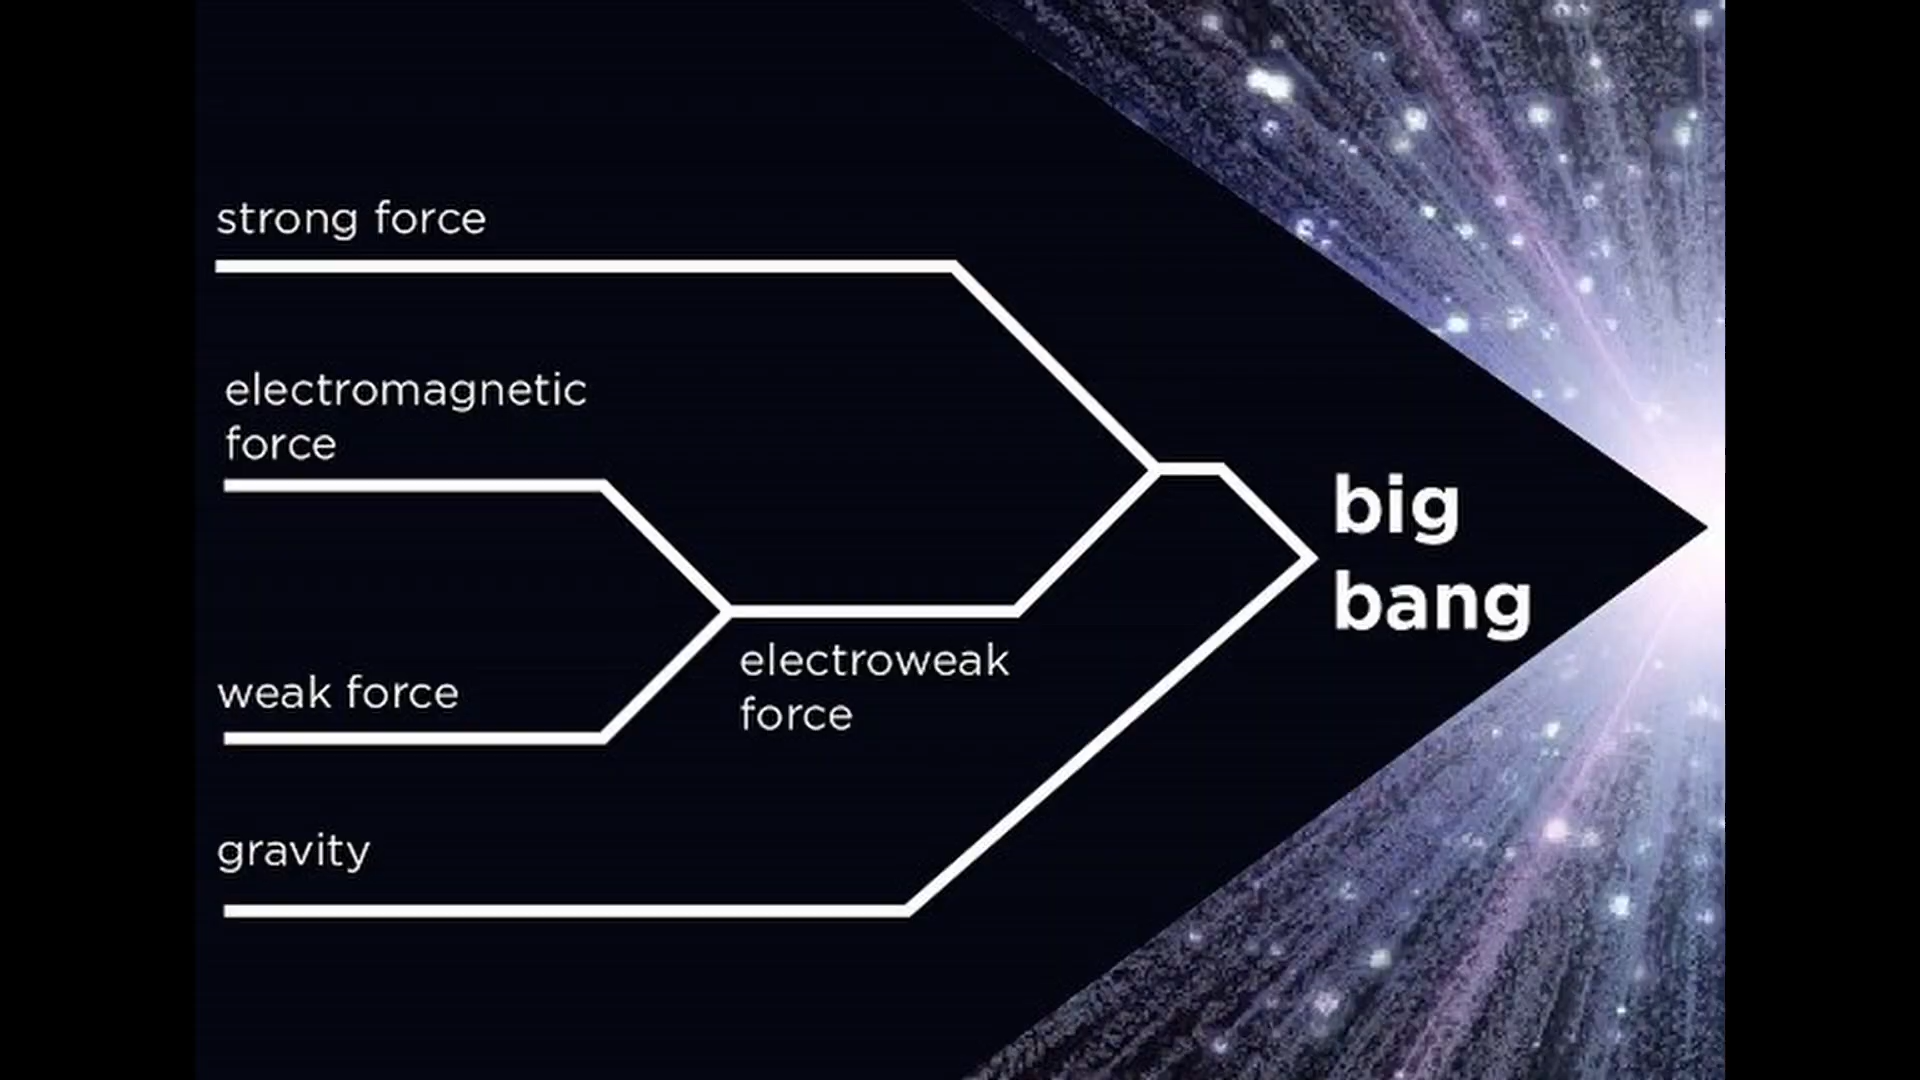 strong force
electromagnetic
force
weak force
electroweak
force
gravity
big
bang